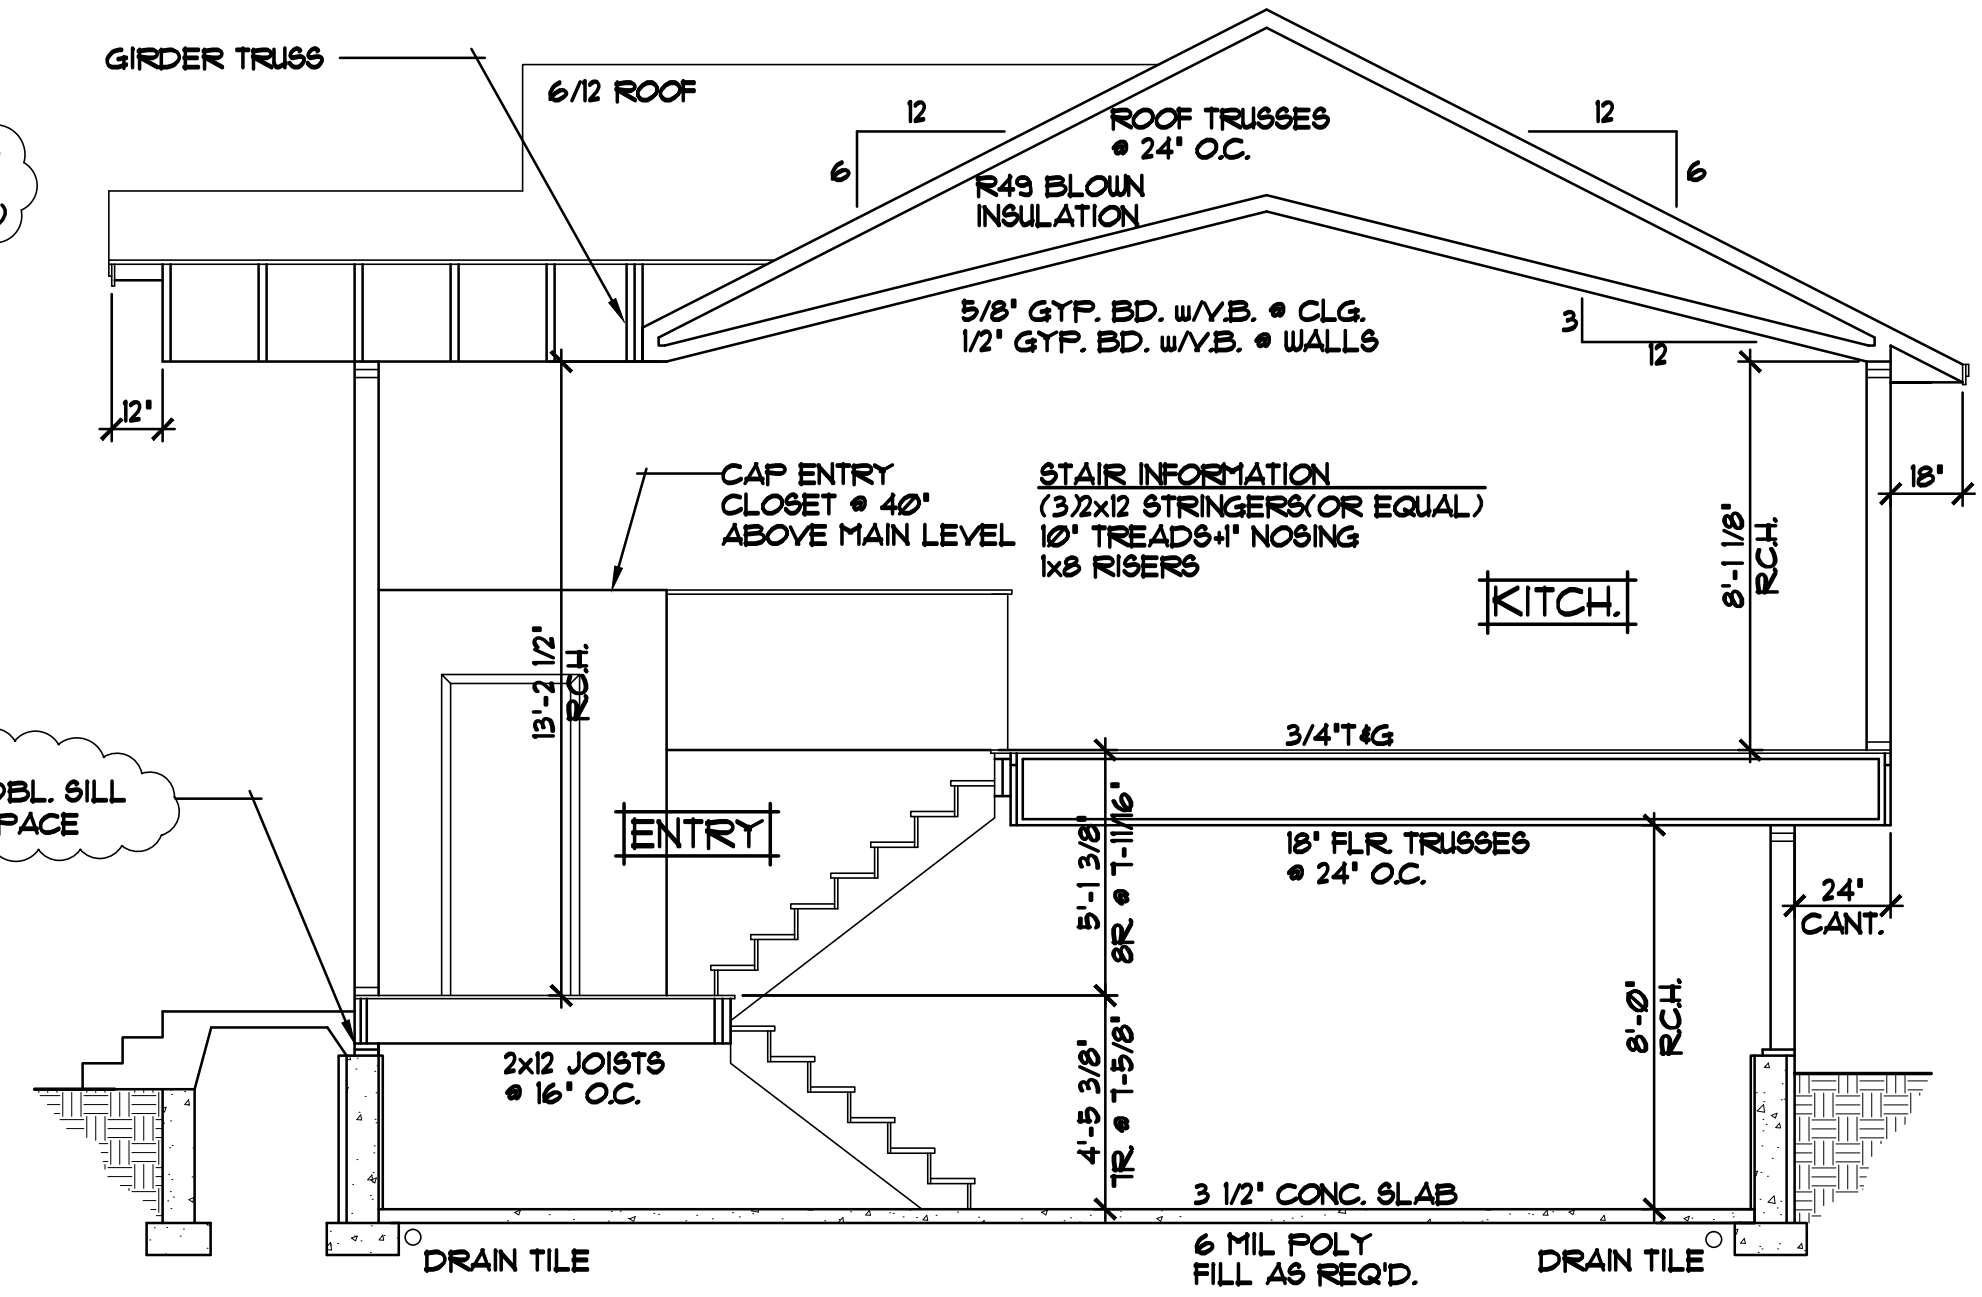 GIRDER TRUSS
6/12 ROOF
12
6
ROOF TRUSSES
@ 24" O.C.
R49 BLOWN
INSULATION
12
6
5/8" GYP. BD. w/V.B. @ CLG.
1/2" GYP. BD. w/V.B. @ WALLS
3
12
12"
18"
CAP ENTRY
CLOSET @ 40"
ABOVE MAIN LEVEL
STAIR INFORMATION
(3)2x12 STRINGERS(OR EQUAL)
10" TREADS+1" NOSING
1x8 RISERS
8'-1 1/8"
R.C.H.
KITCH.
13'-2 1/2"
R.O.H.
3/4"T&G
SILL
ENTRY
18" FLR. TRUSSES
@ 24" O.C.
5'-1 3/8"
8R. @ 7-11/16"
24"
CANT.
8'-0"
R.C.H.
2x12 JOISTS
@ 16" O.C.
4'-5 3/8"
7R. @ 7-5/8"
3 1/2" CONC. SLAB
DRAIN TILE
6 MIL POLY
FILL AS REQ'D.
DRAIN TILE